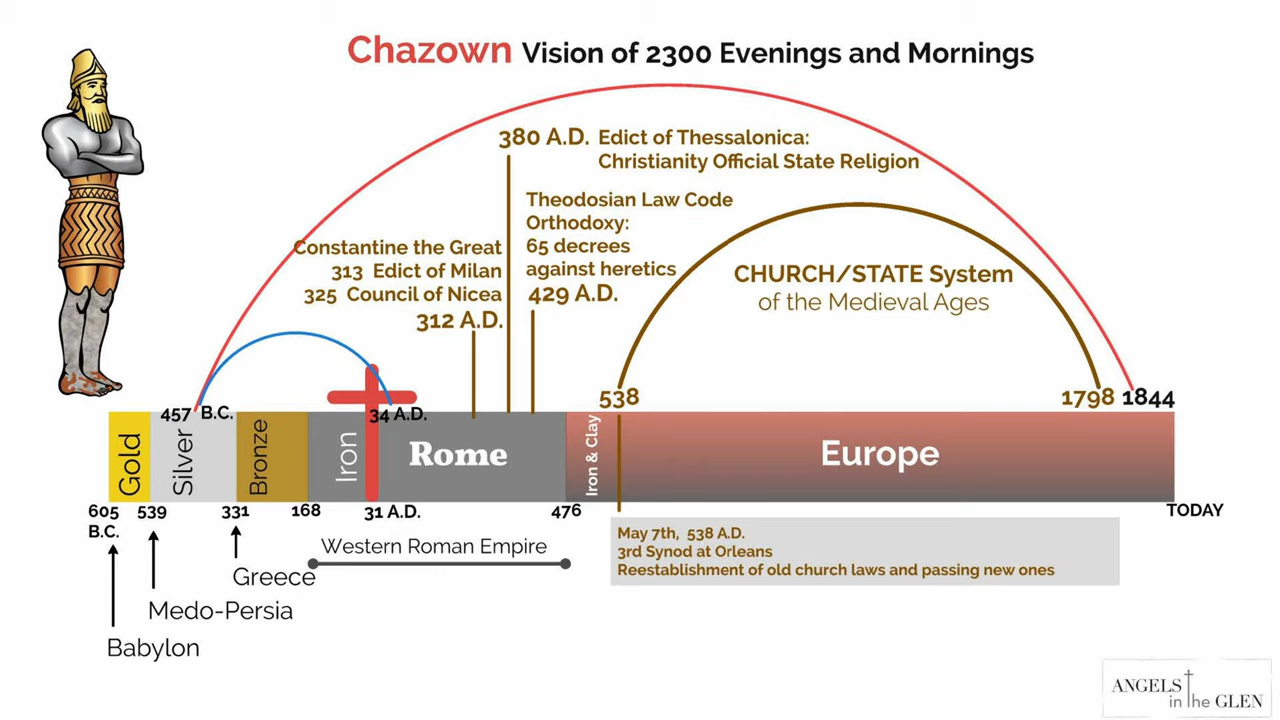 Chazown Vision of 2300 Evenings and Mornings
380 A.D. Edict of Thessalonica:
Christianity Official State Religion
Theodosian Law Code
Orthodoxy:
65 decrees
against heretics
429 A.D.
Constantine the Great
313 Edict of Milan
325 Council of Nicea
312 A.D.
CHURCH/STATE System
of the Medieval Ages
538
1798 1844
457 B.C.
34 A.D.
Gold
Silver
Bronze
Iron
Rome
Iron & Clay
Europe
605
B.C.
539
331
168
31 A.D.
476
TODAY
Western Roman Empire
Greece
Medo-Persia
Babylon
May 7th, 538 A.D.
3rd Synod at Orleans
Reestablishment of old church laws and passing new ones
ANGELS
in the GLEN